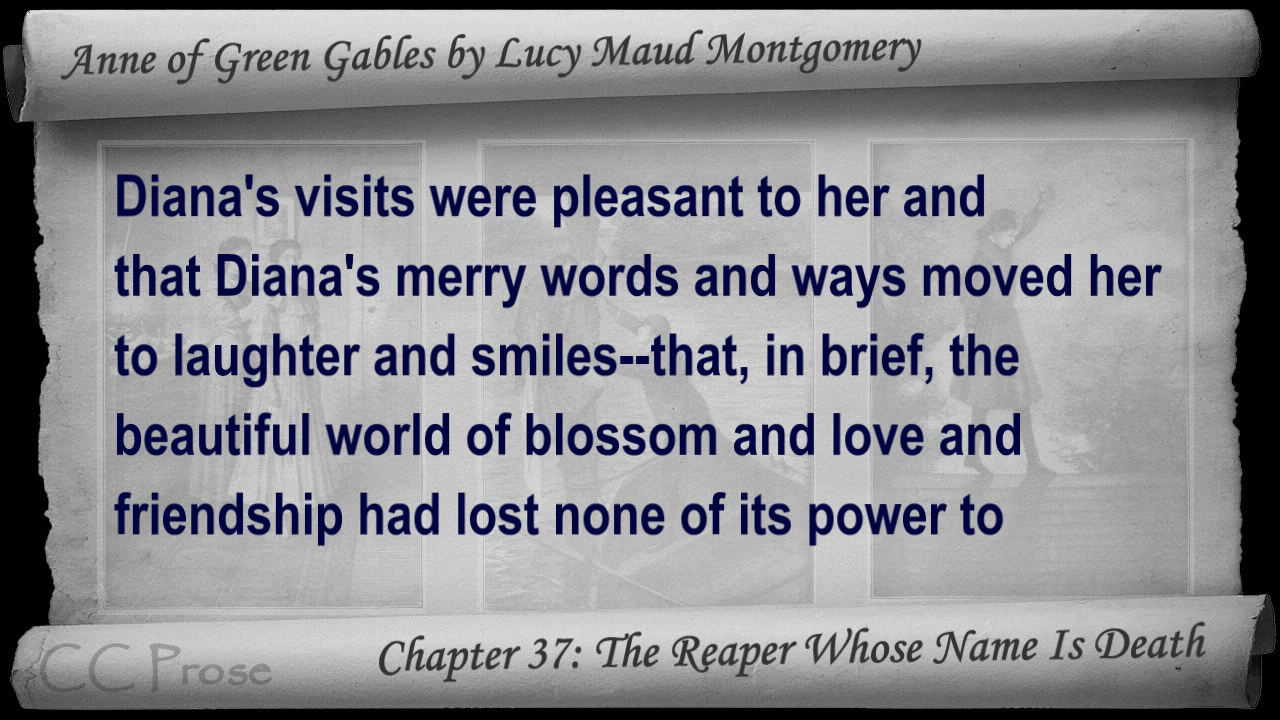 Anne of Green Gables by Lucy Maud Montgomery
Diana's visits were pleasant to her and
that Diana's merry words and ways moved her
to laughter and smiles--that, in brief, the
beautiful world of blossom and love and
friendship had lost none of its power to
Chapter 37: The Reaper Whose Name Is Death
CC Prose